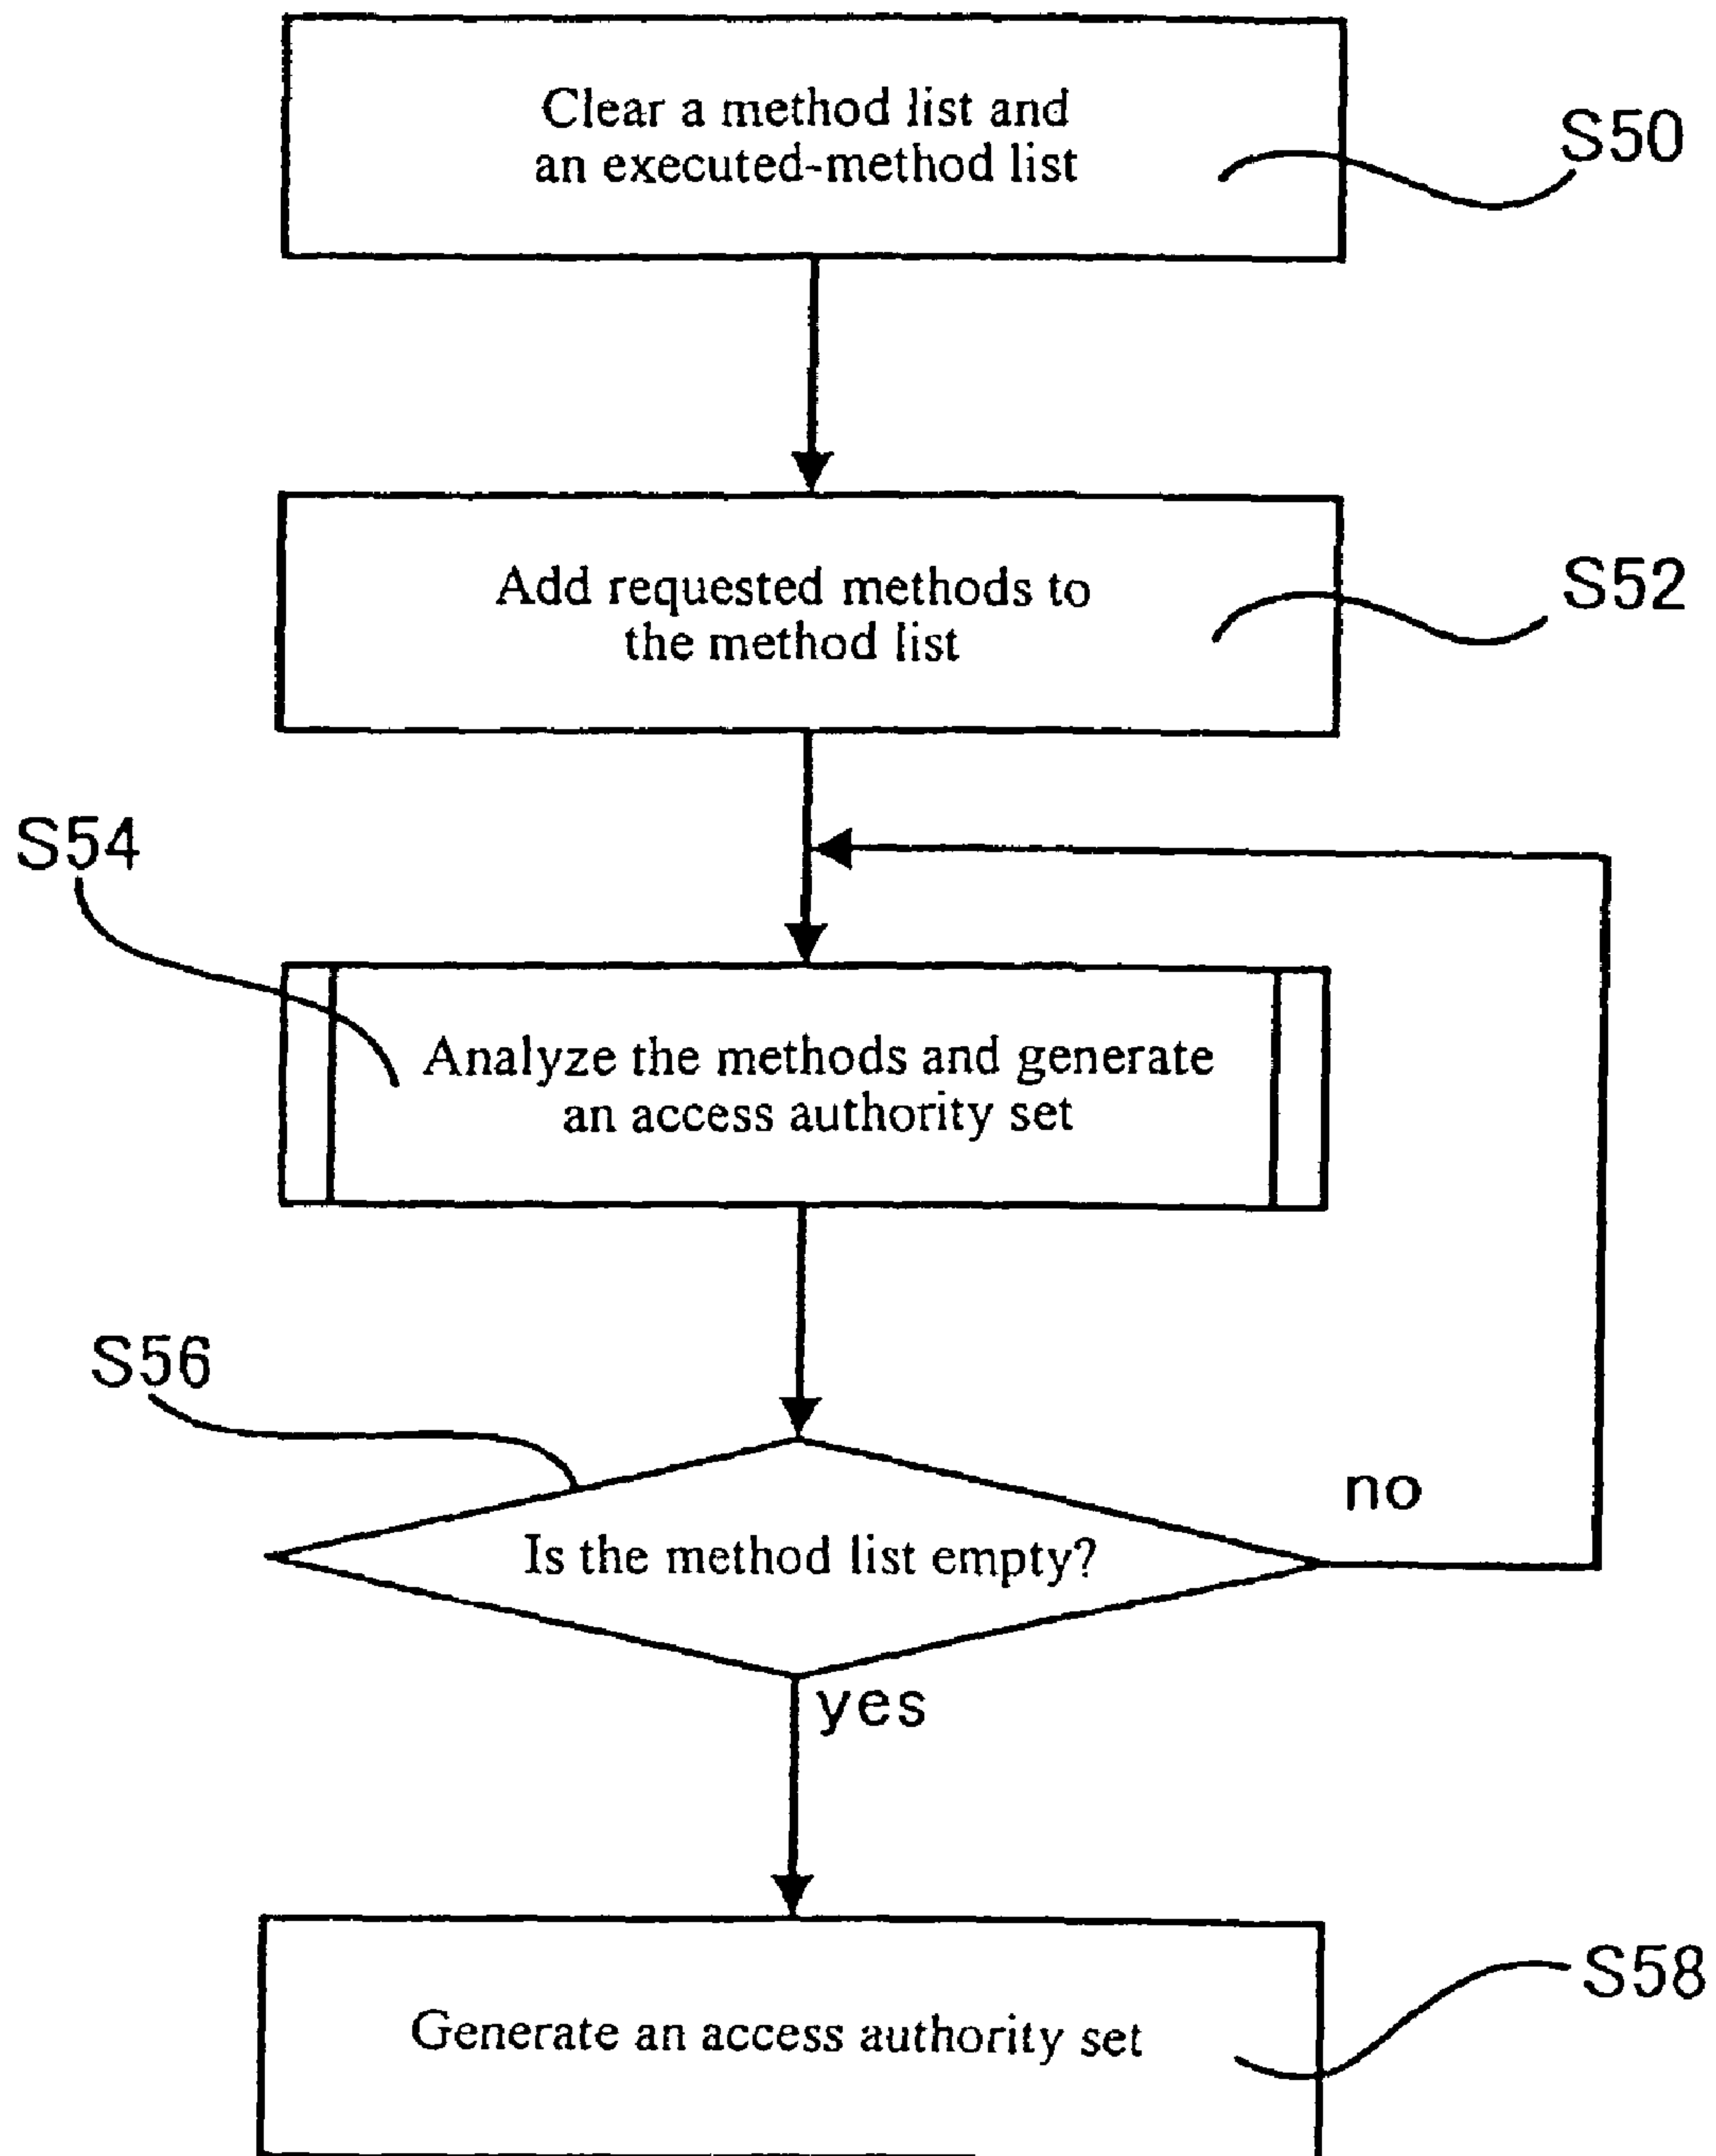 Clear a method list and
an executed-method list
S50
Add requested methods to
the method list
S52
S54
Analyze the methods and generate
an access authority set
S56
Is the method list empty?
no
yes
Generate an access authority set
S58